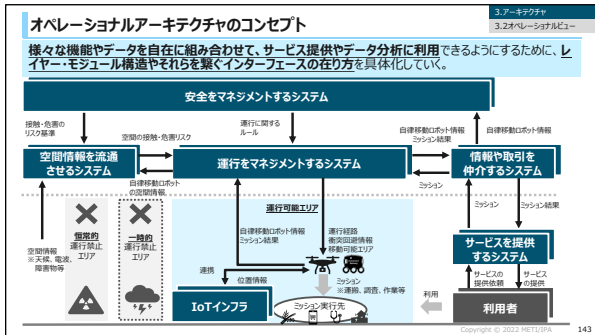 3.アーキテクチャ
3.2オペレーショナルビュー
オペレーショナルアーキテクチャのコンセプト
様々な機能やデータを自在に組み合わせて、サービス提供やデータ分析に利用できるようにするために、レ
イヤー・モジュール構造やそれらを繋ぐインターフェースの在り方を具体化していく。
安全をマネジメントするシステム
接触・危害の
リスク基準
空間の接触・危害リスク
運行に関する
ルール
自律移動ロボット情報
ミッション結果
自律移動ロボット情報
空間情報を流通
させるシステム
運行をマネジメントするシステム
情報や取引を
仲介するシステム
自律移動ロボット
の空間情報
ミッション
運行可能エリア
ミッション
ミッション結果
恒常的
運行禁止
エリア
一時的
運行禁止
エリア
自律移動ロボット情報
ミッション結果
運行経路
衝突回避情報
移動可能エリア
空間情報
※天候、電波、
障害物等
サービスを提供
するシステム
連携
位置情報
ミッション
※運搬、調査、作業等
サービスの
提供依頼
サービス
の提供
IoTインフラ
ミッション実行先
利用
利用者
Copyright © 2022 METI/IPA
143